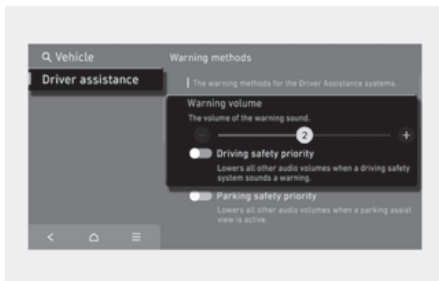 Vehicle
Warning methods
Driver assistance
The warning methods for the Driver Assistance systems.
Warning volume
The volume of the warning sound.
2
Driving safety priority
Lowers all other audio volumes when a driving safety
system sounds a warning.
Parking safety priority
Lowers all other audio volumes when a parking assist
view is active.